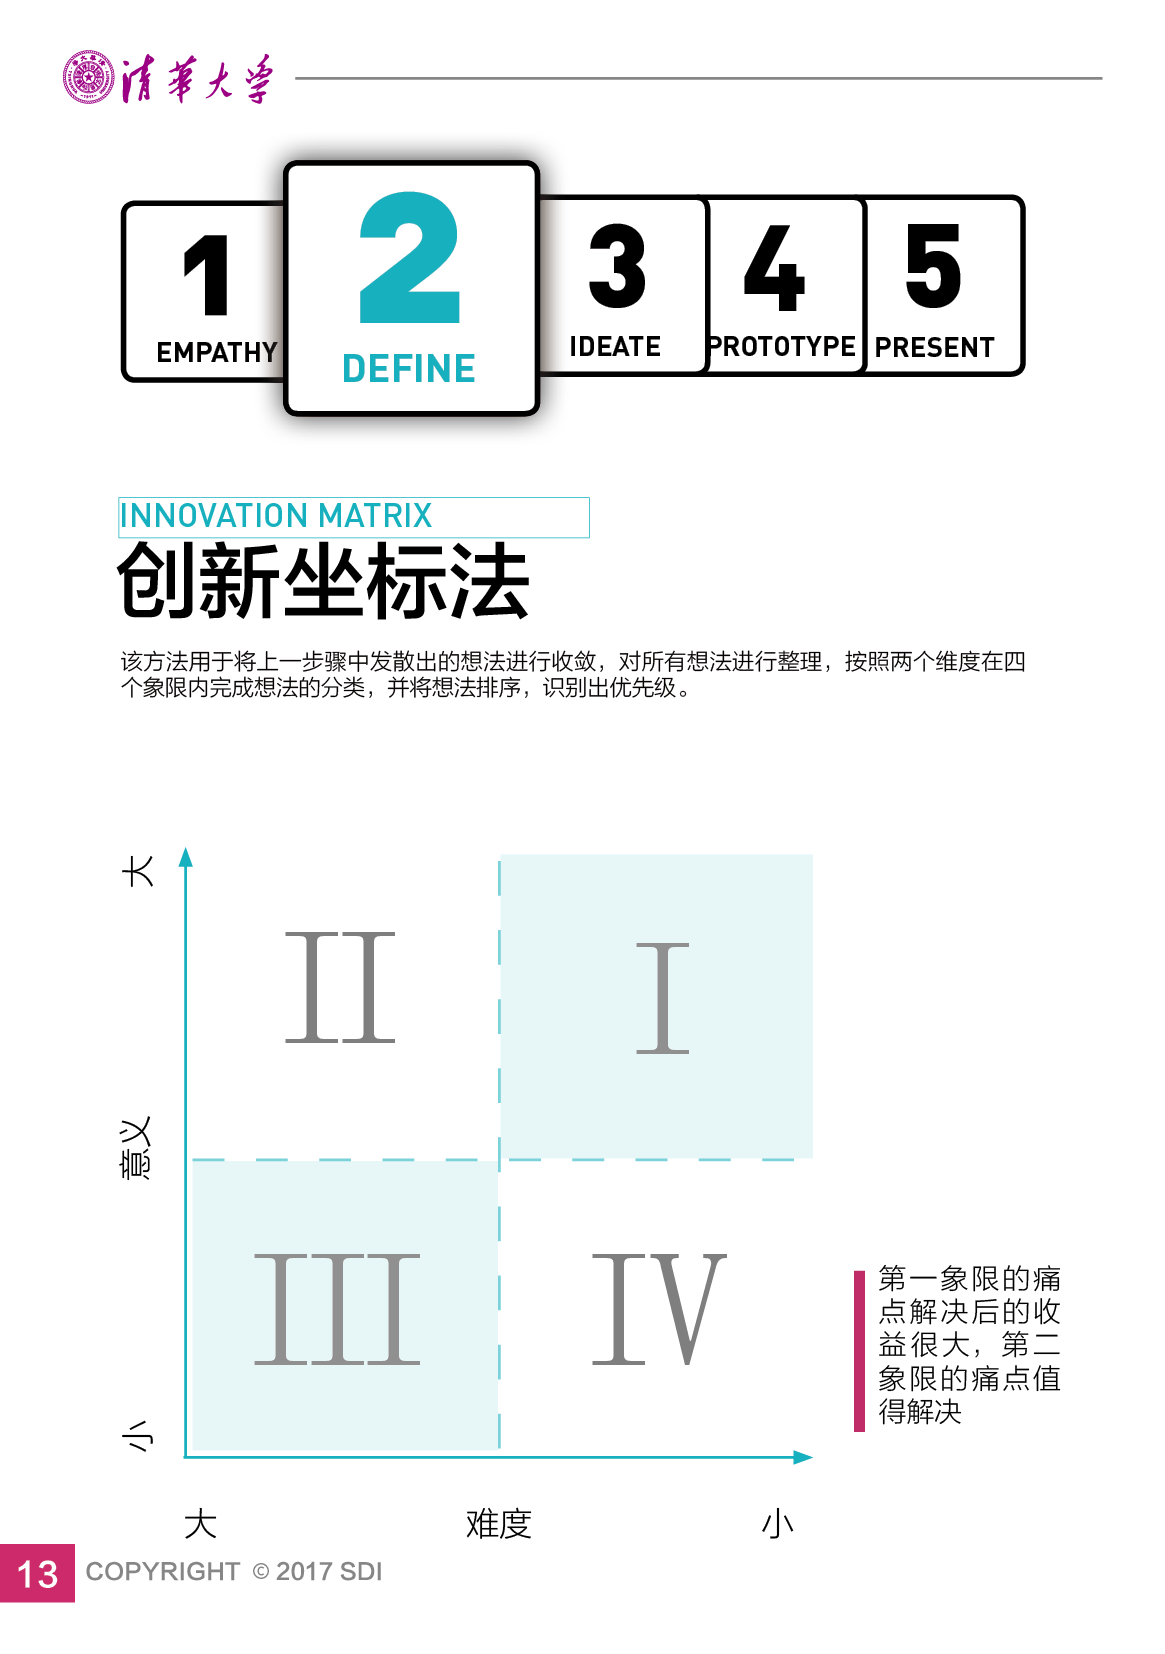 清华大学
1
EMPATHY
2
DEFINE
3
IDEATE
4
PROTOTYPE
5
PRESENT
INNOVATION MATRIX
创新坐标法
该方法用于将上一步骤中发散出的想法进行收敛，对所有想法进行整理，按照两个维度在四
个象限内完成想法的分类，并将想法排序，识别出优先级。
大
II
I
意义
III
IV
小
第一象限的痛
点解决后的收
益很大，第二
象限的痛点值
得解决
大
难度
小
13
COPYRIGHT © 2017 SDI